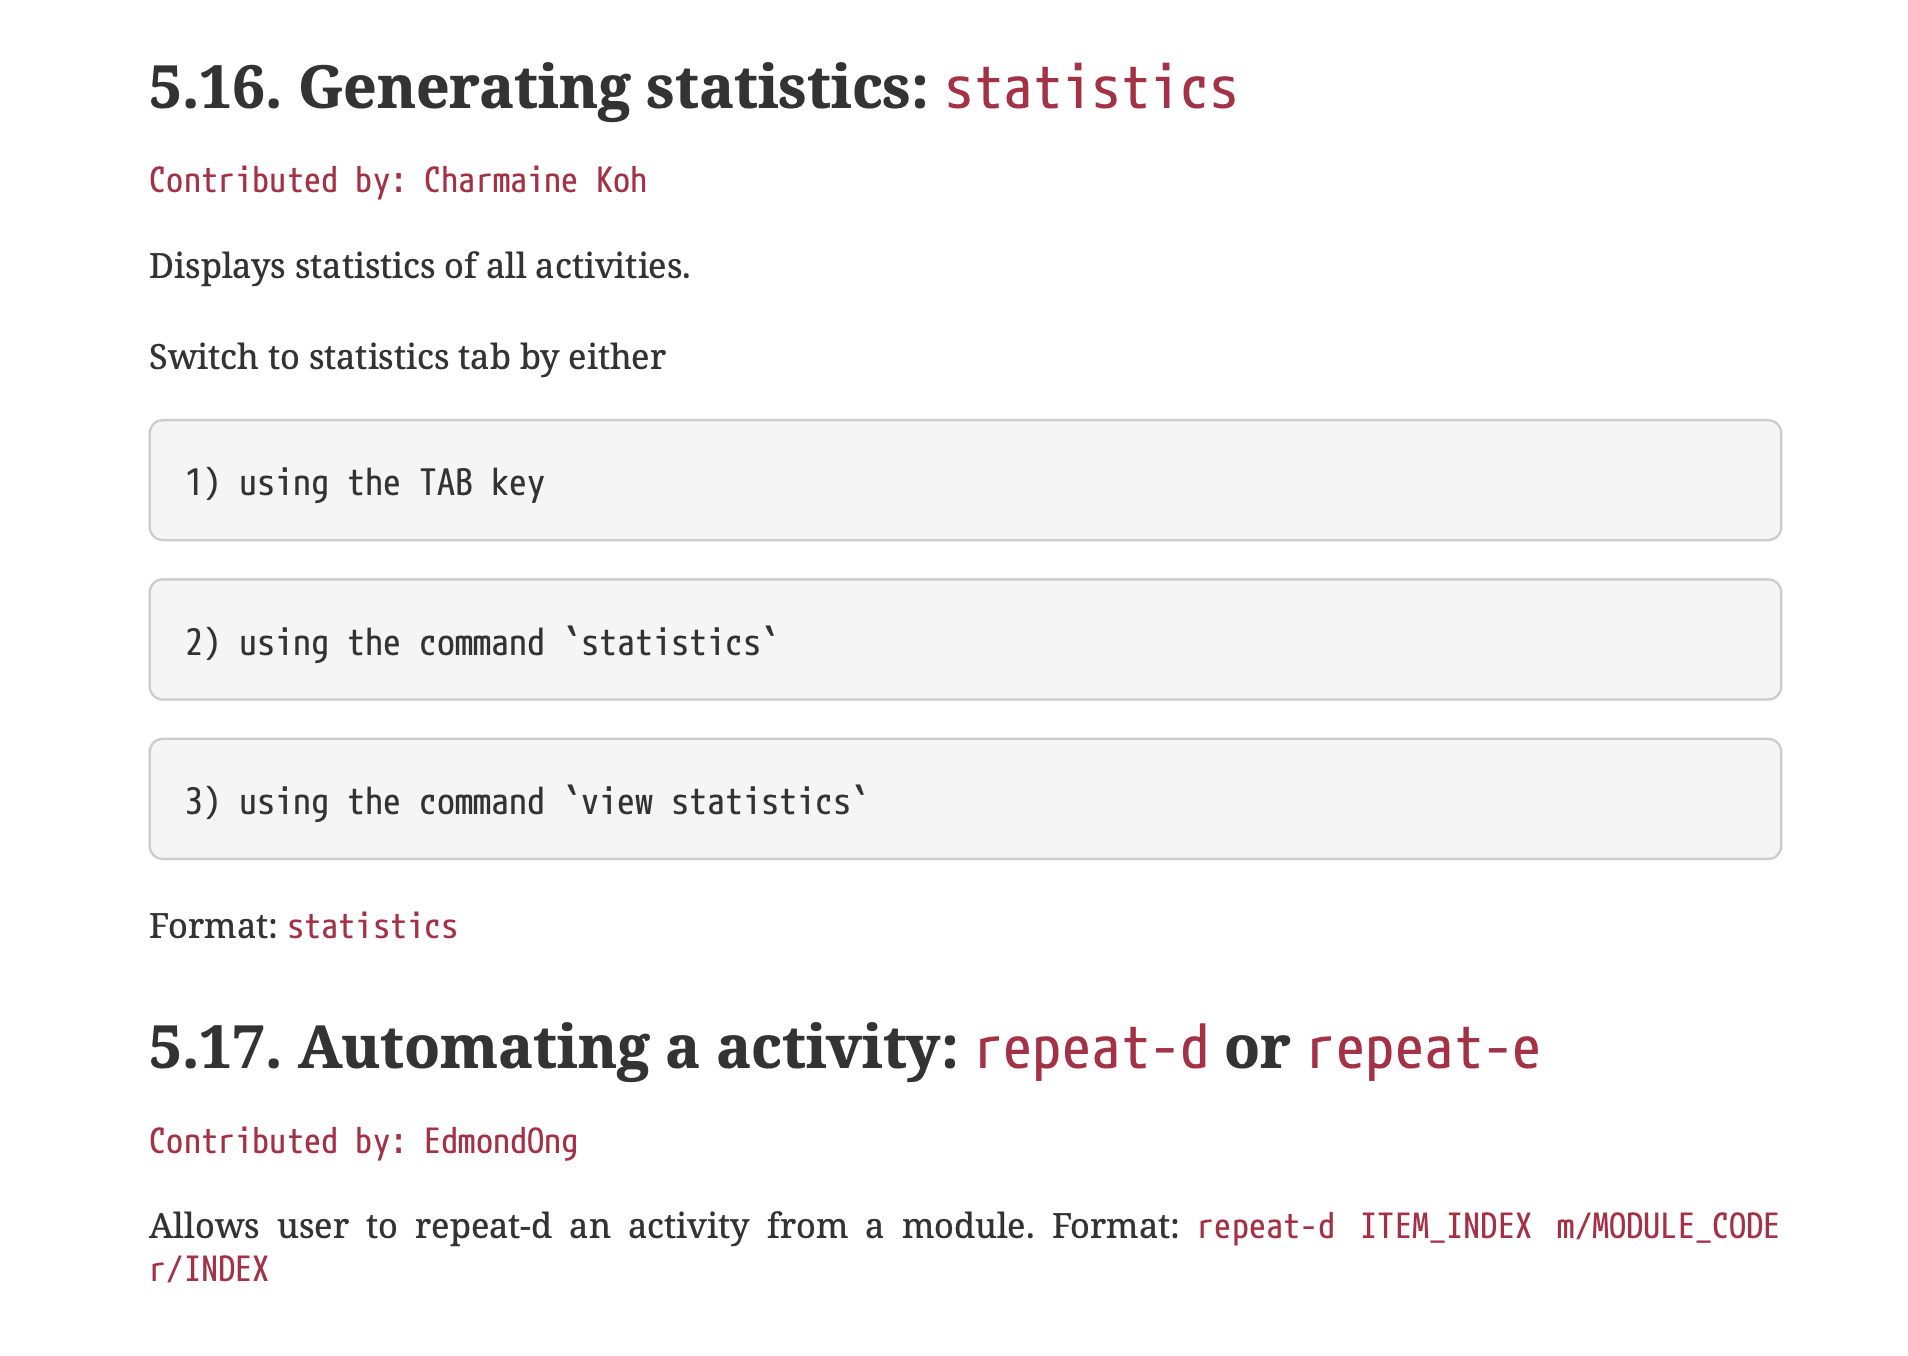 5.16. Generating statistics: statistics
Contributed by: Charmaine Koh
Displays statistics of all activities.
Switch to statistics tab by either
1) using the TAB key
2) using the command `statistics`
3) using the command `view statistics`
Format: statistics
5.17. Automating a activity: repeat-d or repeat-e
Contributed by: EdmondOng
Allows user to repeat-d an activity from a module. Format: repeat-d ITEM_INDEX m/MODULE_CODE
r/INDEX